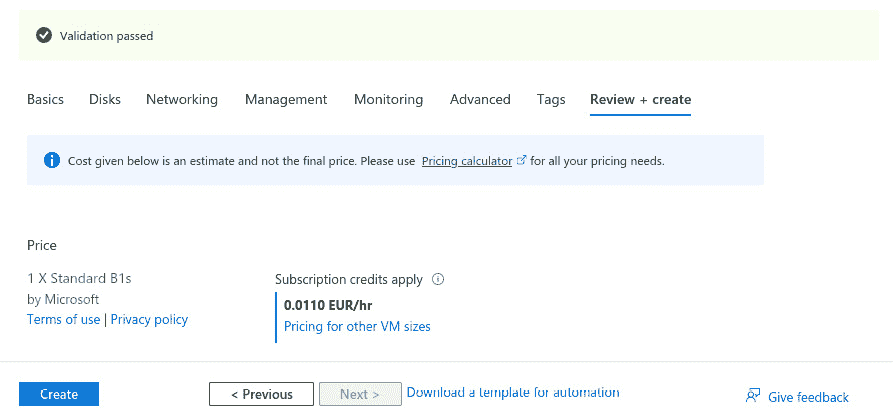 Validation passed
Basics Disks Networking Management Monitoring Advanced Tags Review + create
Cost given below is an estimate and not the final price. Please use Pricing calculator for all your pricing needs.
Price
1 X Standard B1s
by Microsoft
Terms of use | Privacy policy
Subscription credits apply
0.0110 EUR/hr
Pricing for other VM sizes
Create
< Previous
Next >
Download a template for automation
Give feedback